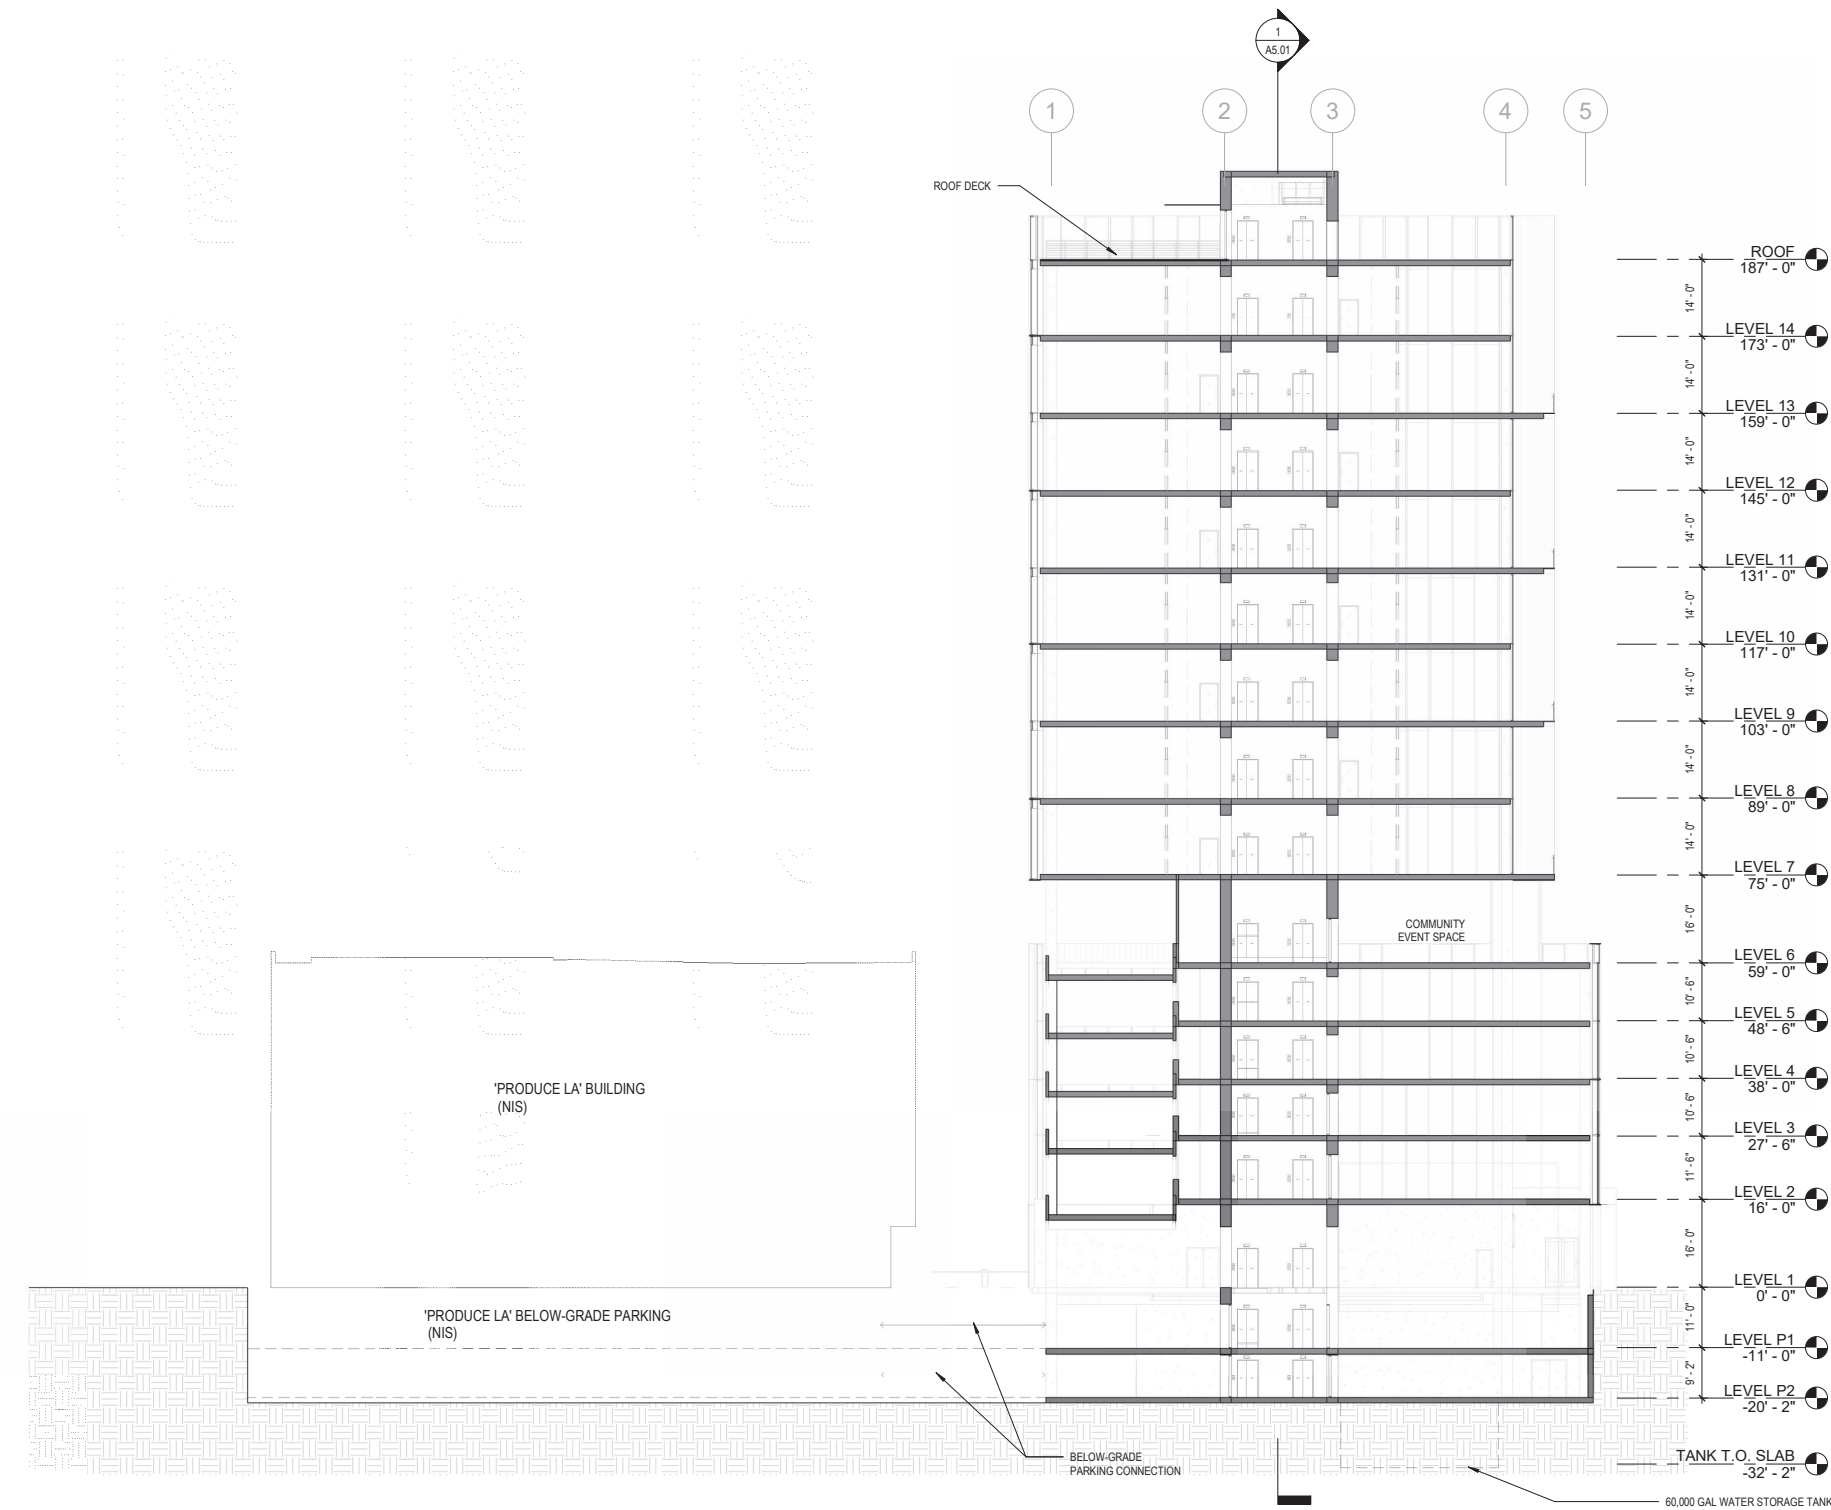 1
A5.01
1
2
3
4
5
ROOF DECK
ROOF
187' - 0"
14' - 0"
LEVEL 14
173' - 0"
14' - 0"
LEVEL 13
159' - 0"
14' - 0"
LEVEL 12
145' - 0"
14' - 0"
LEVEL 11
131' - 0"
14' - 0"
LEVEL 10
117' - 0"
14' - 0"
LEVEL 9
103' - 0"
14' - 0"
LEVEL 8
89' - 0"
14' - 0"
LEVEL 7
75' - 0"
16' - 0"
COMMUNITY
EVENT SPACE
LEVEL 6
59' - 0"
10' - 6"
LEVEL 5
48' - 6"
10' - 6"
LEVEL 4
38' - 0"
10' - 6"
LEVEL 3
27' - 6"
11' - 6"
LEVEL 2
16' - 0"
16' - 0"
LEVEL 1
0' - 0"
11' - 0"
LEVEL P1
-11' - 0"
9' - 2"
LEVEL P2
-20' - 2"
TANK T.O. SLAB
-32' - 2"
'PRODUCE LA' BUILDING
(NIS)
'PRODUCE LA' BELOW-GRADE PARKING
(NIS)
BELOW-GRADE
PARKING CONNECTION
60,000 GAL WATER STORAGE TANK